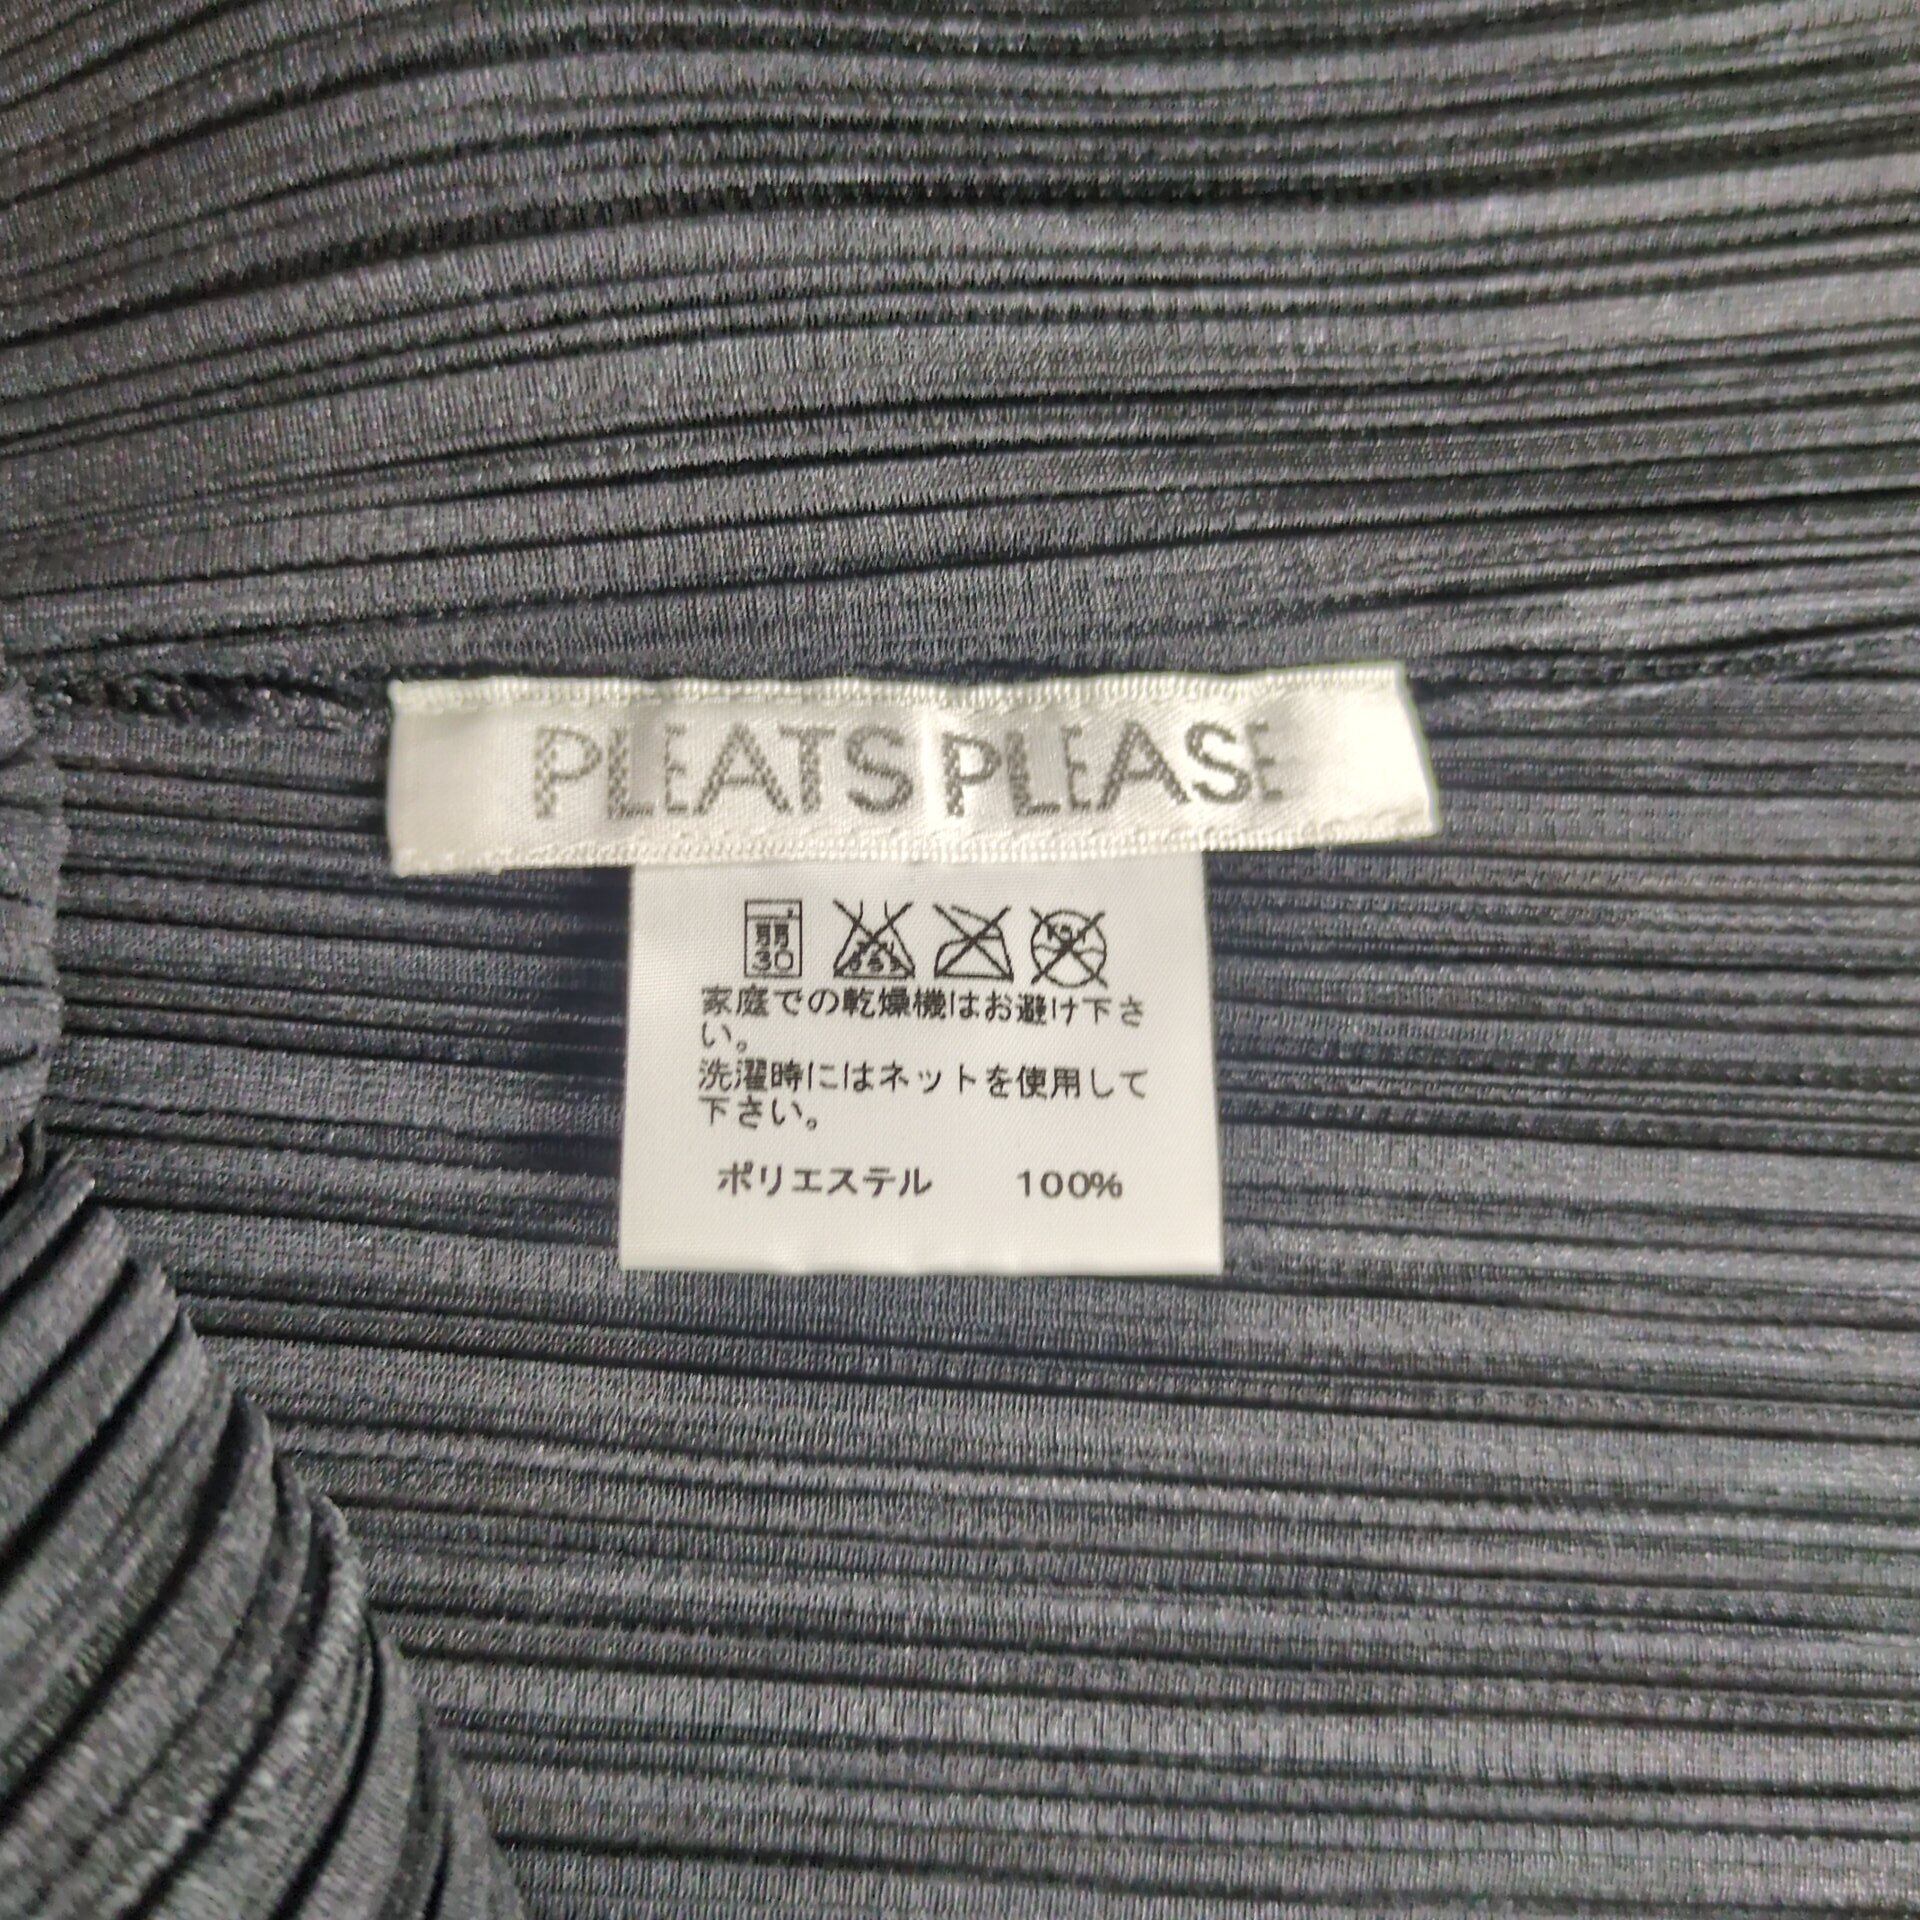 PLEATS PLEASE
弱
30
家庭での乾燥機はお避け下さ
い。
洗濯時にはネットを使用して
下さい。
ポリエステル 100%